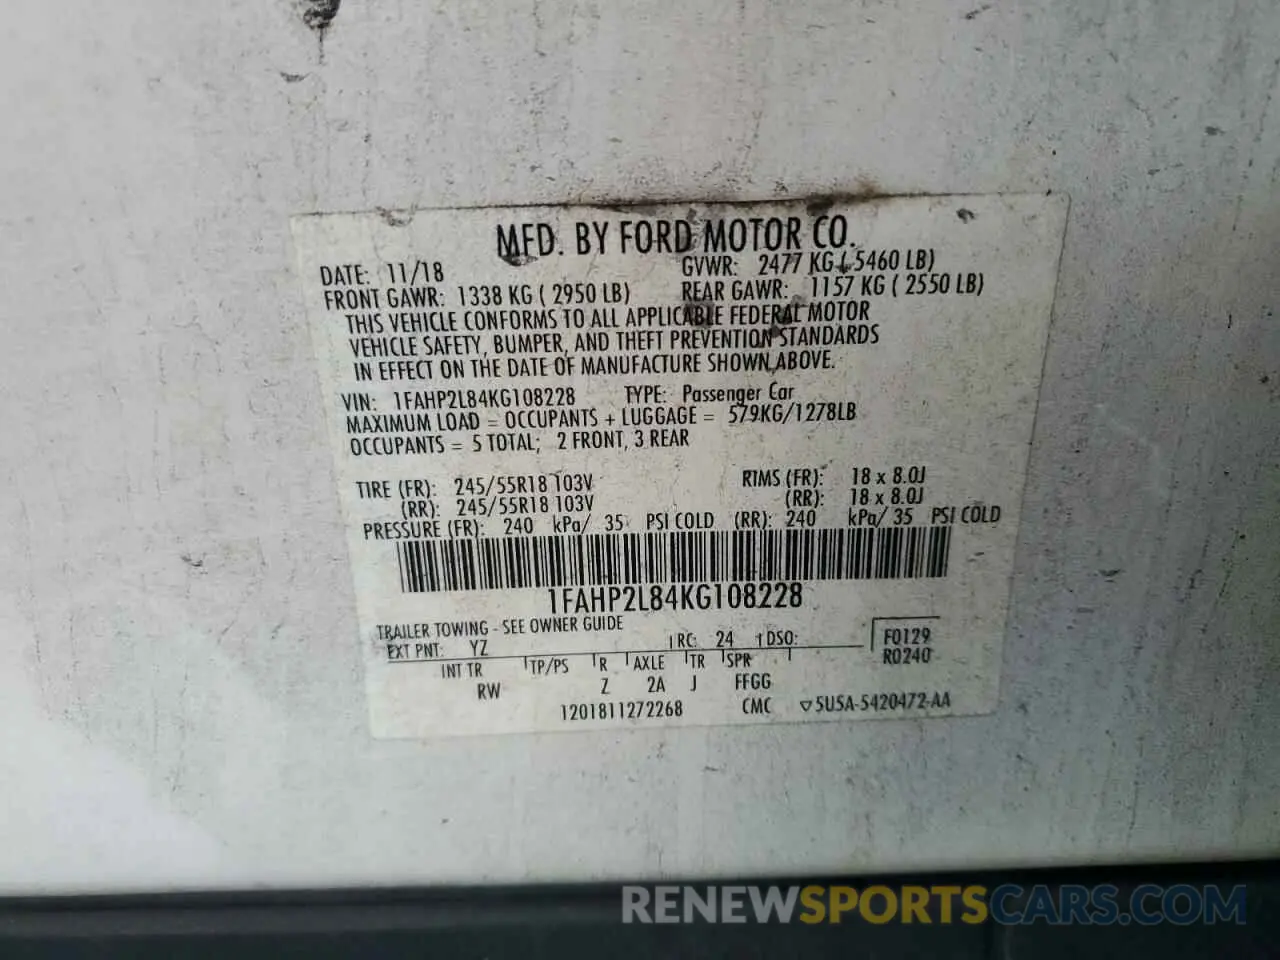 MFD. BY FORD MOTOR CO.
DATE: 11/18 GVWR: 2477 KG ( 5460 LB)
FRONT GAWR: 1338 KG ( 2950 LB) REAR GAWR: 1157 KG ( 2550 LB)
THIS VEHICLE CONFORMS TO ALL APPLICABLE FEDERAL MOTOR
VEHICLE SAFETY, BUMPER, AND THEFT PREVENTION STANDARDS
IN EFFECT ON THE DATE OF MANUFACTURE SHOWN ABOVE.
VIN: 1FAHP2L84KG108228 TYPE: Passenger Car
MAXIMUM LOAD = OCCUPANTS + LUGGAGE = 579KG/1278LB
OCCUPANTS = 5 TOTAL; 2 FRONT, 3 REAR
TIRE (FR): 245/55R18 103V RIMS (FR): 18 x 8.0J
(RR): 245/55R18 103V (RR): 18 x 8.0J
PRESSURE (FR): 240 kPa/ 35 PSI COLD (RR): 240 kPa/ 35 PSI COLD
1FAHP2L84KG108228
TRAILER TOWING - SEE OWNER GUIDE
EXT PNT: YZ RC: 24 DSO: F0129
INT TR TP/PS R AXLE TR SPR R0240
RW Z 2A J FFGG
1201811272268 CMC ▽5U5A-5420472-AA
RENEWSPORTSCARS.COM